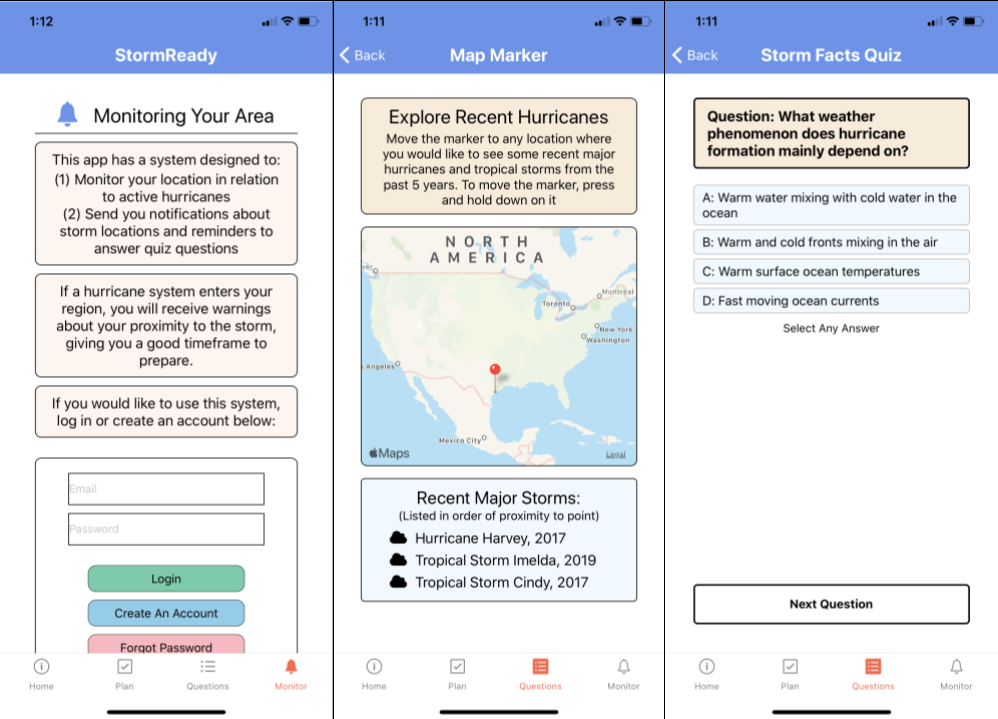 1:12
StormReady
Monitoring Your Area
This app has a system designed to:
(1) Monitor your location in relation
to active hurricanes
(2) Send you notifications about
storm locations and reminders to
answer quiz questions
If a hurricane system enters your
region, you will receive warnings
about your proximity to the storm,
giving you a good timeframe to
prepare.
If you would like to use this system,
log in or create an account below:
Email
Password
Login
Create An Account
Forgot Password
Home
Plan
Questions
Monitor
1:11
Back
Map Marker
Explore Recent Hurricanes
Move the marker to any location where
you would like to see some recent major
hurricanes and tropical storms from the
past 5 years. To move the marker, press
and hold down on it
NORTH
AMERICA
ver
Montreal
Toronto
New York
Washington
s Angeles
Mexico City
Maps
Legal
Recent Major Storms:
(Listed in order of proximity to point)
Hurricane Harvey, 2017
Tropical Storm Imelda, 2019
Tropical Storm Cindy, 2017
Home
Plan
Questions
Monitor
1:11
Back
Storm Facts Quiz
Question: What weather
phenomenon does hurricane
formation mainly depend on?
A: Warm water mixing with cold water in the
ocean
B: Warm and cold fronts mixing in the air
C: Warm surface ocean temperatures
D: Fast moving ocean currents
Select Any Answer
Next Question
Home
Plan
Questions
Monitor